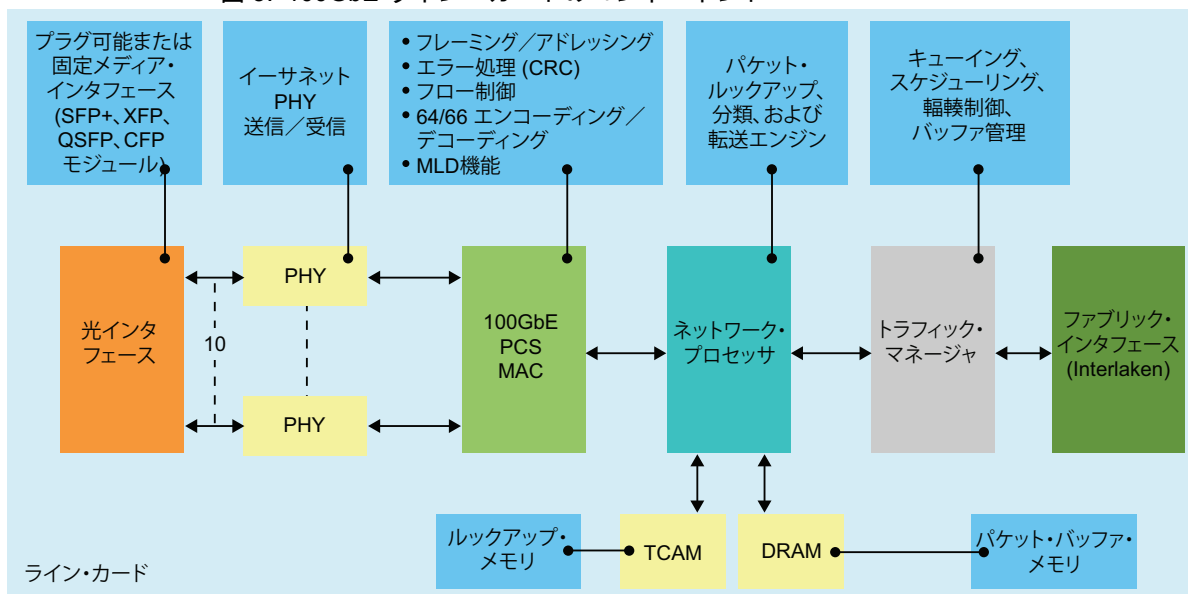 プラグ可能または
固定メディア・
インタフェース
(SFP+、XFP、
QSFP、CFP
モジュール)
イーサネット
PHY
送信／受信
• フレーミング／アドレッシング
• エラー処理 (CRC)
• フロー制御
• 64/66 エンコーディング／
デコーディング
• MLD機能
パケット・
ルックアップ、
分類、および
転送エンジン
キューイング、
スケジューリング、
輻輳制御、
バッファ管理
光インタ
フェース
10
PHY
PHY
100GbE
PCS
MAC
ネットワーク・
プロセッサ
トラフィック・
マネージャ
ファブリック・
インタフェース
(Interlaken)
ルックアップ・
メモリ
TCAM
DRAM
パケット・バッファ・
メモリ
ライン・カード